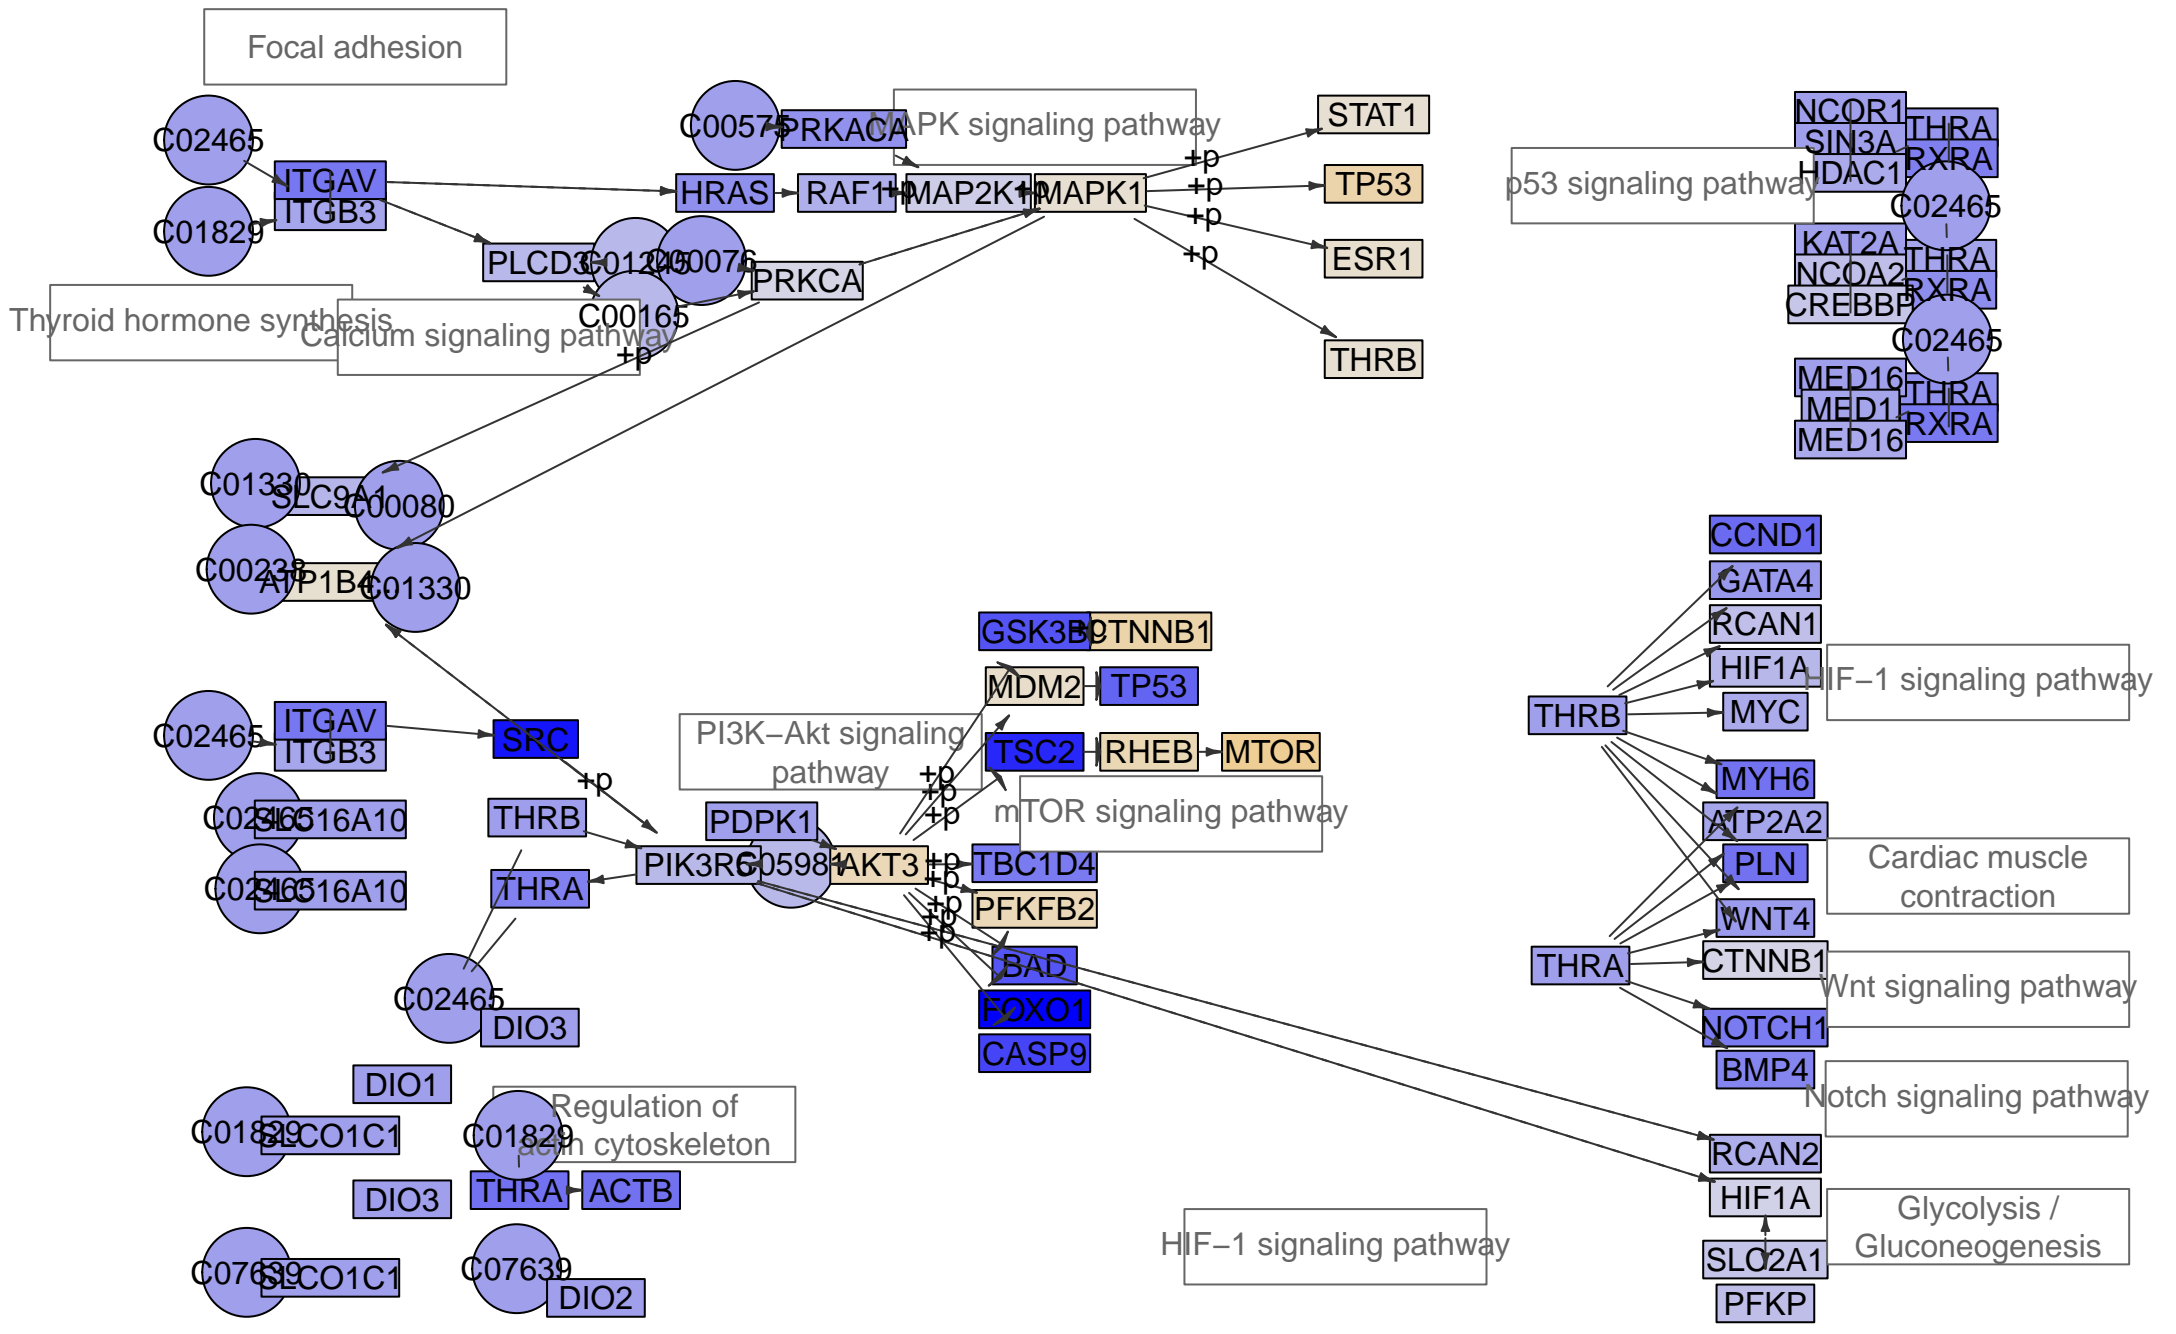 Focal adhesion
C02465
C01829
ITGAV
ITGB3
C00575
PRKACA
MAPK signaling pathway
HRAS
RAF1
+p
MAP2K1
+p
MAPK1
+p
+p
+p
+p
STAT1
TP53
ESR1
THRB
p53 signaling pathway
NCOR1
SIN3A
HDAC1
THRA
RXRA
C02465
KAT2A
NCOA2
CREBBP
THRA
RXRA
C02465
MED16
MED1
MED16
THRA
RXRA
PLCD3
C01245
C00076
C00165
PRKCA
Thyroid hormone synthesis
Calcium signaling pathway
+p
C01330
SLC9A1
C00080
C00238
ATP1B4
C01330
GSK3B
CTNNB1
MDM2
TP53
TSC2
RHEB
MTOR
PI3K−Akt signaling
pathway
mTOR signaling pathway
C02465
ITGAV
ITGB3
SRC
+p
C02465
SLC16A10
C02465
SLC16A10
THRB
THRA
PIK3R5
PDPK1
C05981
AKT3
+p
+p
+p
+p
+p
+p
+p
+p
TBC1D4
PFKFB2
BAD
FOXO1
CASP9
C02465
DIO3
DIO1
C01829
SLCO1C1
DIO3
C07639
SLCO1C1
Regulation of
actin cytoskeleton
C01829
THRA
ACTB
C07639
DIO2
HIF−1 signaling pathway
CCND1
GATA4
RCAN1
HIF1A
MYC
HIF−1 signaling pathway
THRB
MYH6
ATP2A2
PLN
Cardiac muscle
contraction
WNT4
THRA
CTNNB1
Wnt signaling pathway
NOTCH1
BMP4
Notch signaling pathway
RCAN2
HIF1A
Glycolysis /
Gluconeogenesis
SLC2A1
PFKP